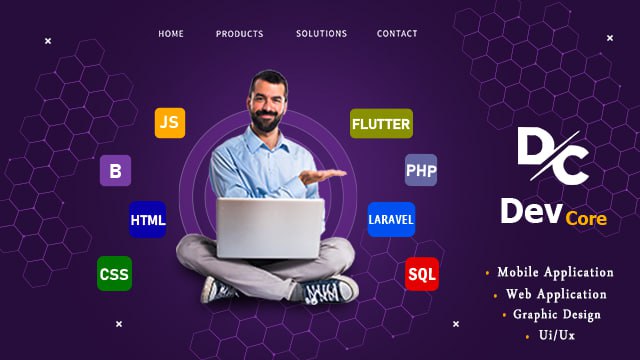 HOME PRODUCTS SOLUTIONS CONTACT
JS
FLUTTER
B
PHP
HTML
LARAVEL
CSS
SQL
D/C
Dev Core
• Mobile Application
• Web Application
• Graphic Design
• Ui/Ux